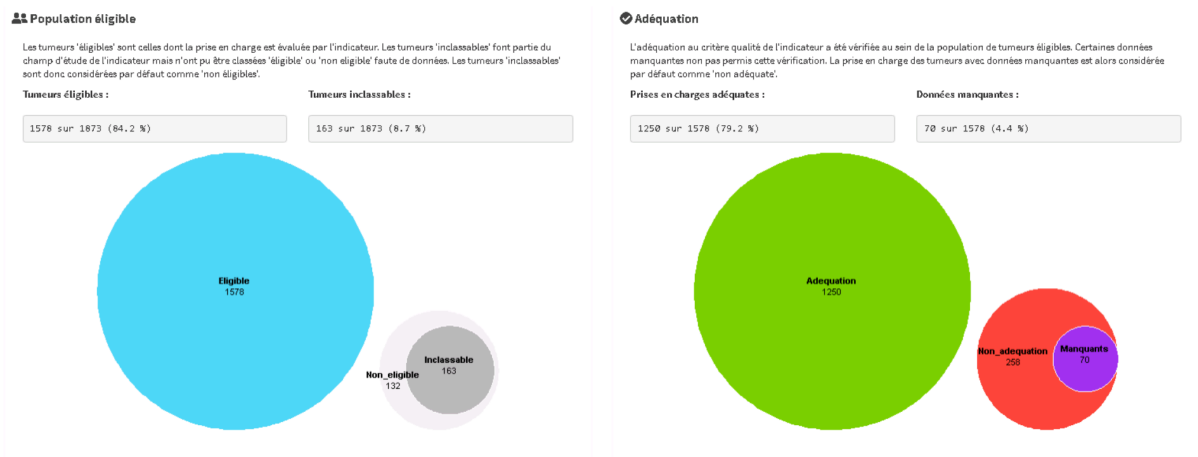 Population éligible
Les tumeurs 'éligibles' sont celles dont la prise en charge est évaluée par l'indicateur. Les tumeurs 'inclassables' font partie du
champ d'étude de l'indicateur mais n'ont pu être classées 'éligible' ou 'non eligible' faute de données. Les tumeurs 'inclassables'
sont donc considérées par défaut comme 'non éligibles'.
Tumeurs éligibles :
Tumeurs inclassables :
1578 sur 1873 (84.2 %)
163 sur 1873 (8.7 %)
Eligible
1578
Inclassable
163
Non_eligible
132
Adéquation
L'adéquation au critère qualité de l'indicateur a été vérifiée au sein de la population de tumeurs éligibles. Certaines données
manquantes non pas permis cette vérification. La prise en charge des tumeurs avec données manquantes est alors considérée
par défaut comme 'non adéquate'.
Prises en charges adéquates :
Données manquantes :
1250 sur 1578 (79.2 %)
70 sur 1578 (4.4 %)
Adequation
1250
Non_adequation
258
Manquants
70